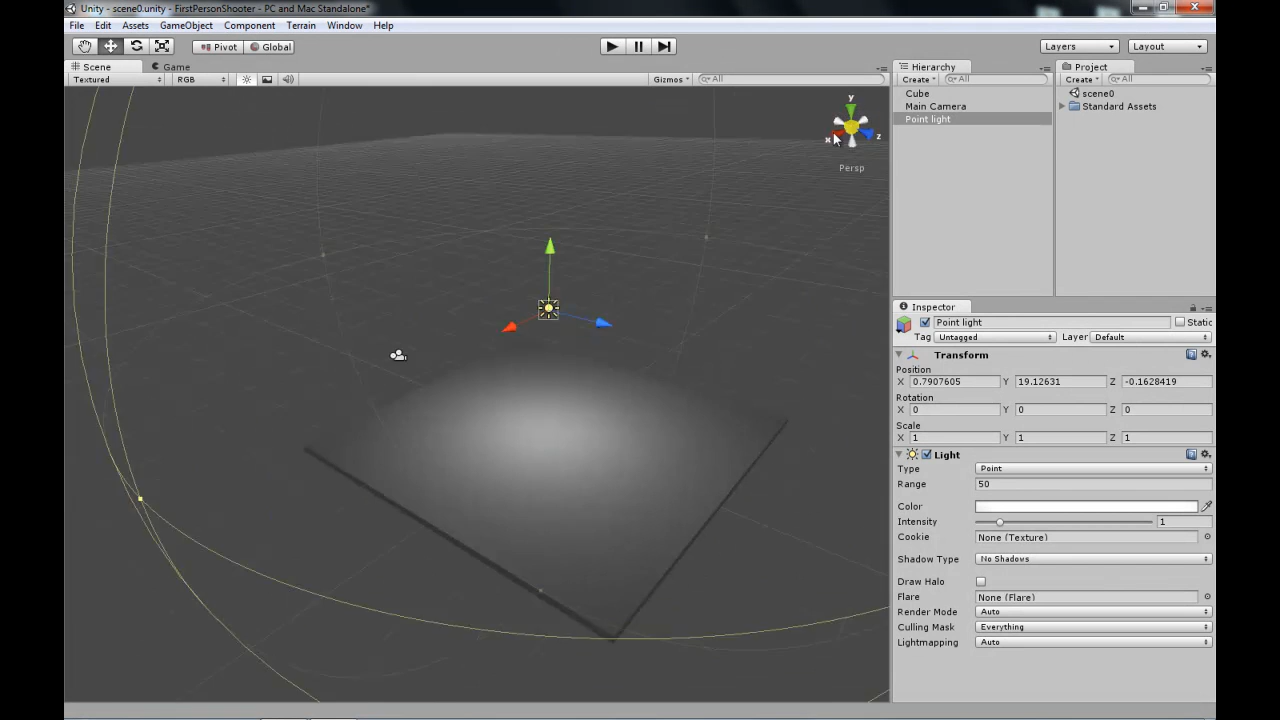 Unity - scene0.unity - FirstPersonShooter - PC and Mac Standalone*
File Edit Assets GameObject Component Terrain Window Help
Pivot Global Layers Layout
Scene Game
Textured RGB Gizmos All
y
x z
Persp
Hierarchy
Create All
Cube
Main Camera
Point light
Project
Create All
scene0
Standard Assets
Inspector
Point light Static
Tag Untagged Layer Default
Transform
Position
X 0.7907605 Y 19.12631 Z -0.1628419
Rotation
X 0 Y 0 Z 0
Scale
X 1 Y 1 Z 1
Light
Type Point
Range 50
Color
Intensity 1
Cookie None (Texture)
Shadow Type No Shadows
Draw Halo
Flare None (Flare)
Render Mode Auto
Culling Mask Everything
Lightmapping Auto